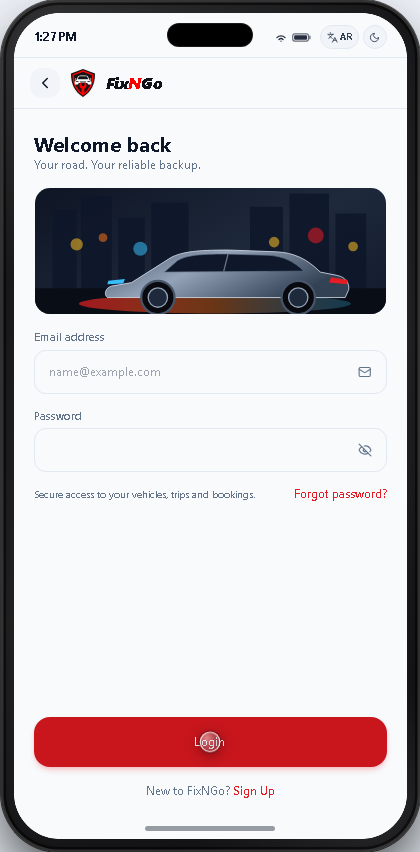 1:27 PM
AR
FixNGo
Welcome back
Your road. Your reliable backup.
Email address
name@example.com
Password
Secure access to your vehicles, trips and bookings.
Forgot password?
Login
New to FixNGo? Sign Up